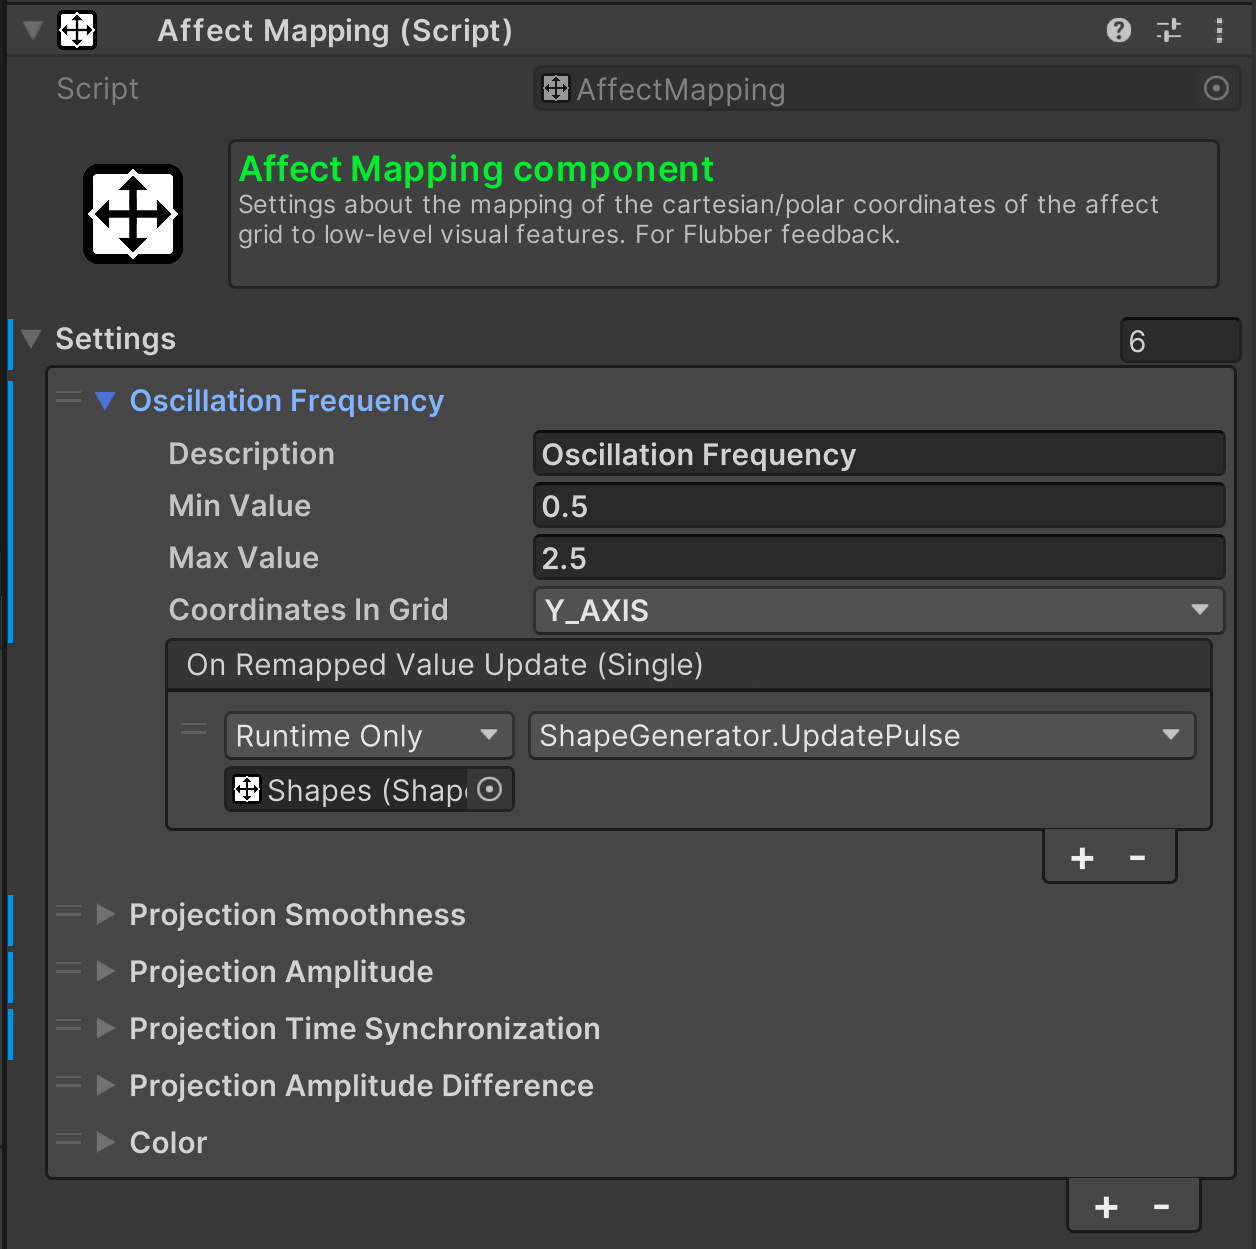 Affect Mapping (Script)
Script
AffectMapping
Affect Mapping component
Settings about the mapping of the cartesian/polar coordinates of the affect
grid to low-level visual features. For Flubber feedback.
Settings
6
Oscillation Frequency
Description
Oscillation Frequency
Min Value
0.5
Max Value
2.5
Coordinates In Grid
Y_AXIS
On Remapped Value Update (Single)
Runtime Only
ShapeGenerator.UpdatePulse
Shapes (Shap
+ -
Projection Smoothness
Projection Amplitude
Projection Time Synchronization
Projection Amplitude Difference
Color
+ -